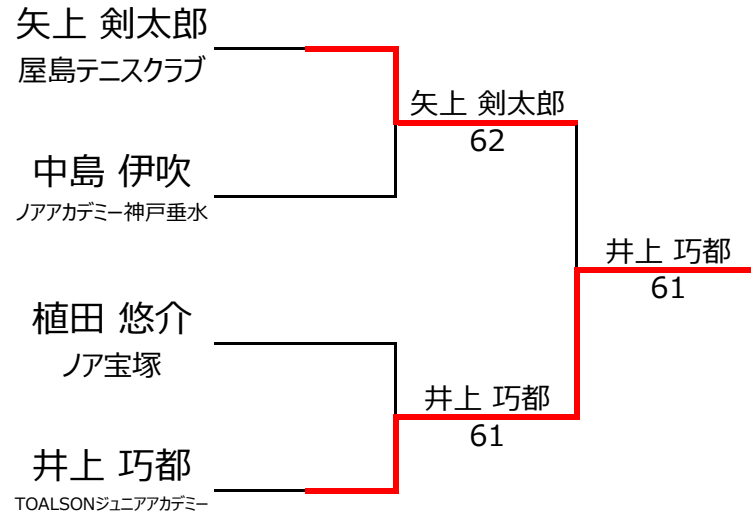 矢上 剣太郎
屋島テニスクラブ
中島 伊吹
ノアアカデミー神戸垂水
植田 悠介
ノア宝塚
井上 巧都
TOALSONジュニアアカデミー
矢上 剣太郎
62
井上 巧都
61
井上 巧都
61